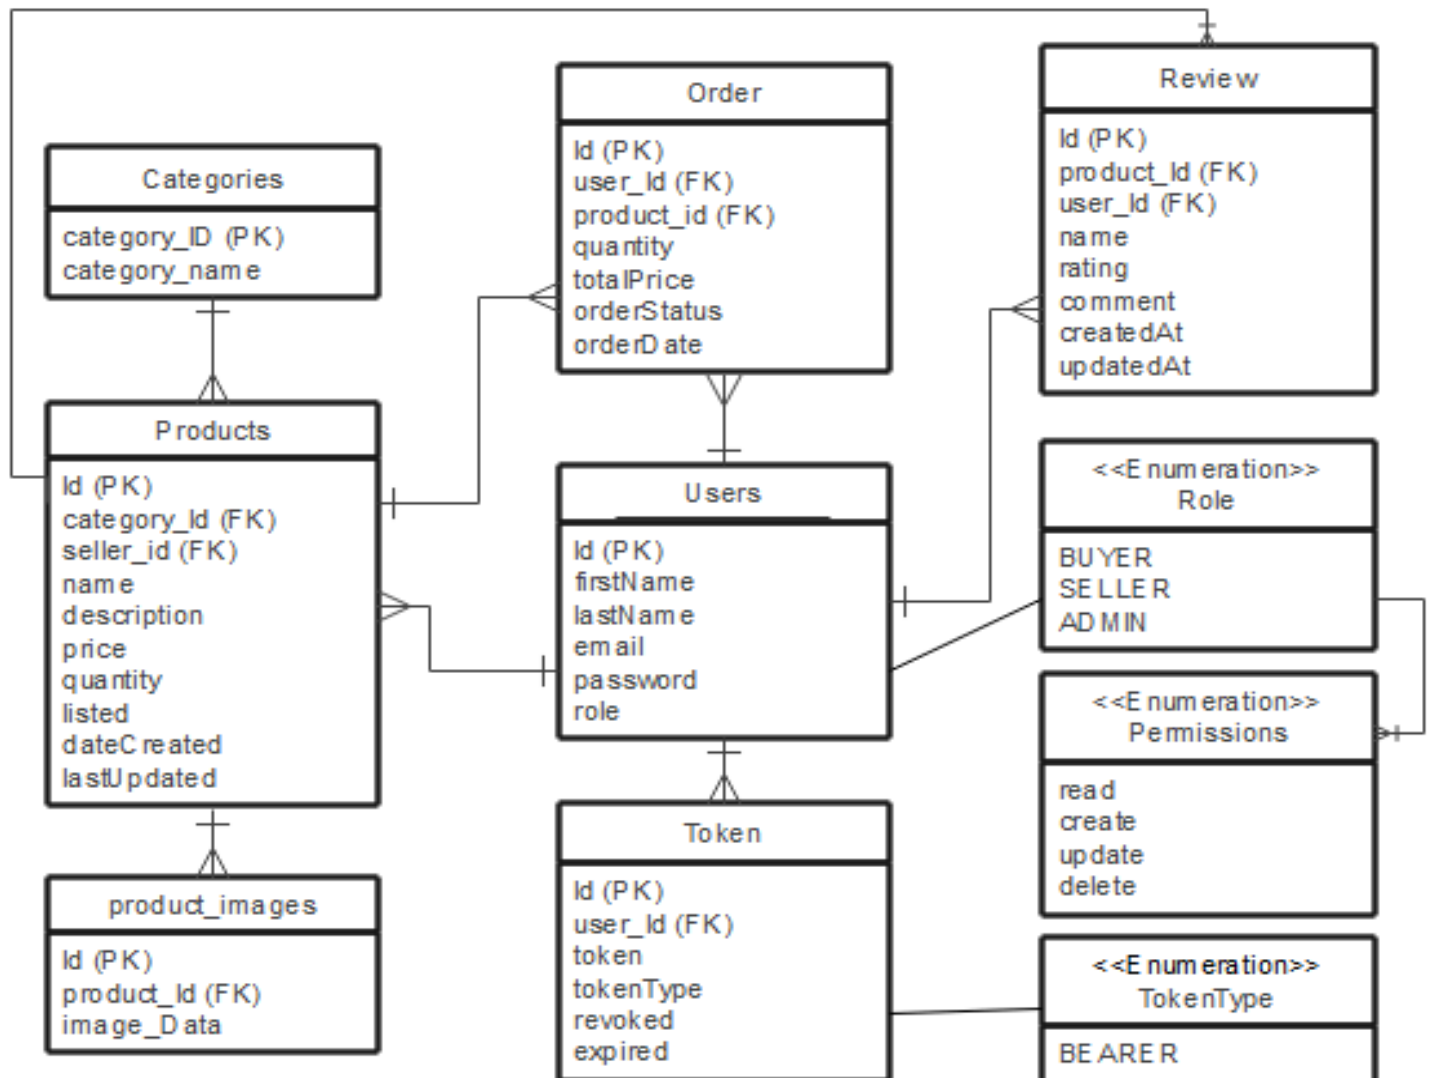 Categories
category_ID (PK)
category_name
Products
Id (PK)
category_Id (FK)
seller_id (FK)
name
description
price
quantity
listed
dateCreated
lastUpdated
product_images
Id (PK)
product_Id (FK)
image_Data
Order
Id (PK)
user_Id (FK)
product_id (FK)
quantity
totalPrice
orderStatus
orderDate
Users
Id (PK)
firstName
lastName
email
password
role
Token
Id (PK)
user_Id (FK)
token
tokenType
revoked
expired
Review
Id (PK)
product_Id (FK)
user_Id (FK)
name
rating
comment
createdAt
updatedAt
<<Enumeration>>
Role
BUYER
SELLER
ADMIN
<<Enumeration>>
Permissions
read
create
update
delete
<<Enumeration>>
TokenType
BEARER